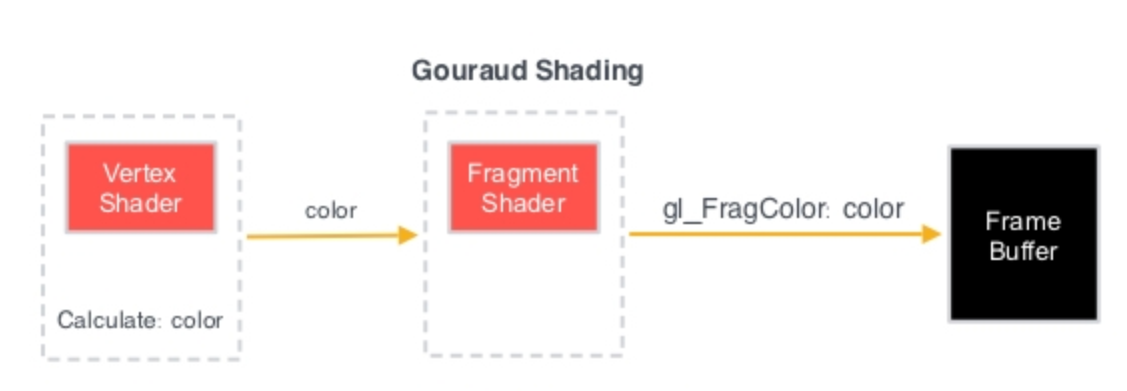 Gouraud Shading
Vertex
Shader
color
Fragment
Shader
gl_FragColor: color
Frame
Buffer
Calculate: color